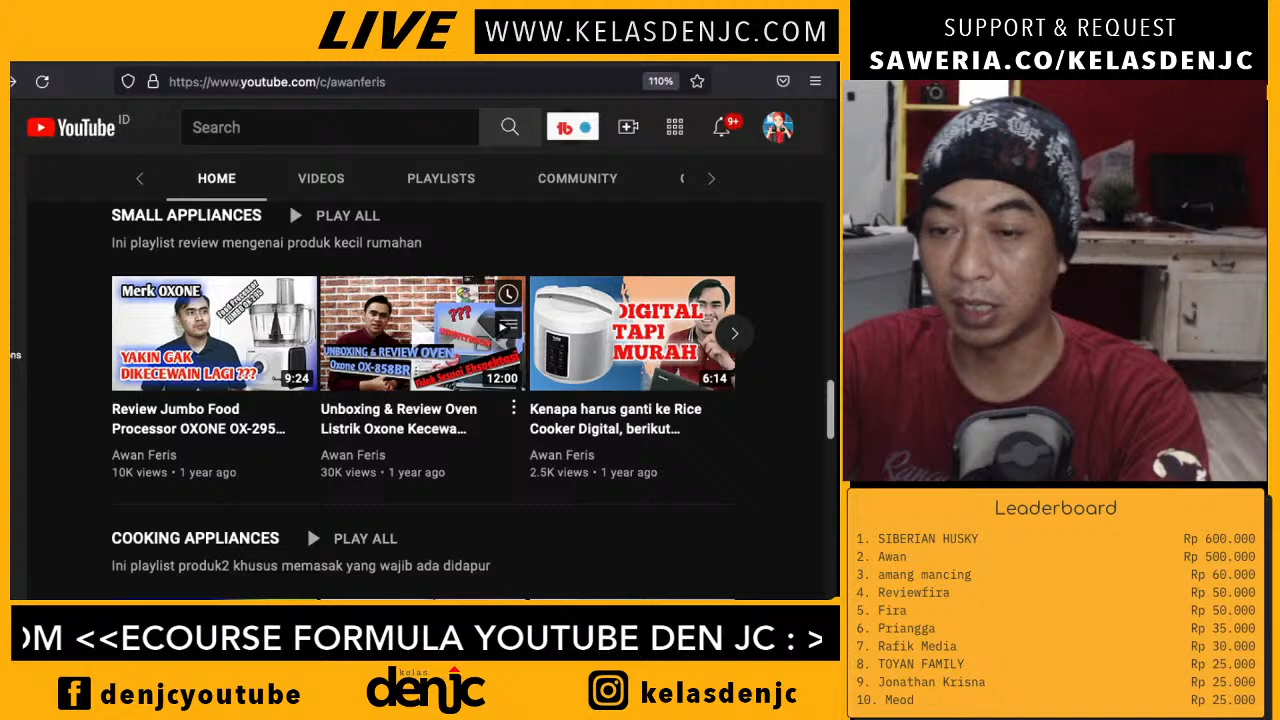 LIVE
WWW.KELASDENJC.COM
SUPPORT & REQUEST
SAWERIA.CO/KELASDENJC
https://www.youtube.com/c/awanferis
110%
YouTube ID
Search
9+
HOME
VIDEOS
PLAYLISTS
COMMUNITY
SMALL APPLIANCES
PLAY ALL
Ini playlist review mengenai produk kecil rumahan
Merk OXONE
YAKIN GAK
DIKECEWAIN LAGI ???
9:24
???
UNBOXING & REVIEW OVEN
Oxone OX-858BR
Tidak Sesuai Ekspektasi
12:00
DIGITAL
TAPI
MURAH
6:14
ns
Review Jumbo Food
Processor OXONE OX-295...
Awan Feris
10K views • 1 year ago
Unboxing & Review Oven
Listrik Oxone Kecewa...
Awan Feris
30K views • 1 year ago
Kenapa harus ganti ke Rice
Cooker Digital, berikut...
Awan Feris
2.5K views • 1 year ago
COOKING APPLIANCES
PLAY ALL
Ini playlist produk2 khusus memasak yang wajib ada didapur
Leaderboard
1. SIBERIAN HUSKY Rp 600.000
2. Awan Rp 500.000
3. amang mancing Rp 60.000
4. Reviewfira Rp 50.000
5. Fira Rp 50.000
6. Priangga Rp 35.000
7. Rafik Media Rp 30.000
8. TOYAN FAMILY Rp 25.000
9. Jonathan Krisna Rp 25.000
10. Meod Rp 25.000
OM <<ECOURSE FORMULA YOUTUBE DEN JC : >
denjcyoutube
kelas
denjc
kelasdenjc